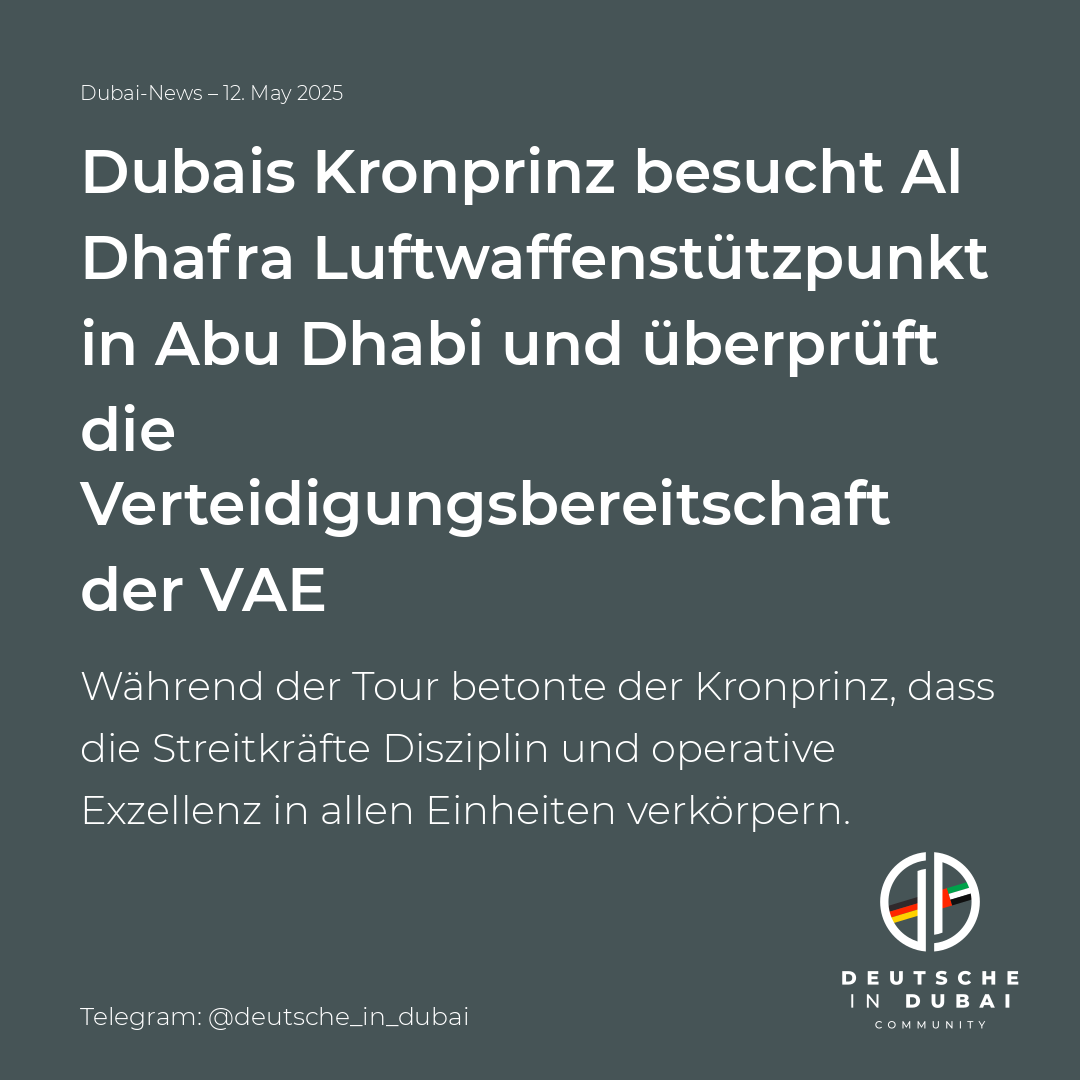 Dubai-News – 12. May 2025
Dubais Kronprinz besucht Al
Dhafra Luftwaffenstützpunkt
in Abu Dhabi und überprüft
die
Verteidigungsbereitschaft
der VAE
Während der Tour betonte der Kronprinz, dass
die Streitkräfte Disziplin und operative
Exzellenz in allen Einheiten verkörpern.
DEUTSCHE
IN DUBAI
COMMUNITY
Telegram: @deutsche_in_dubai